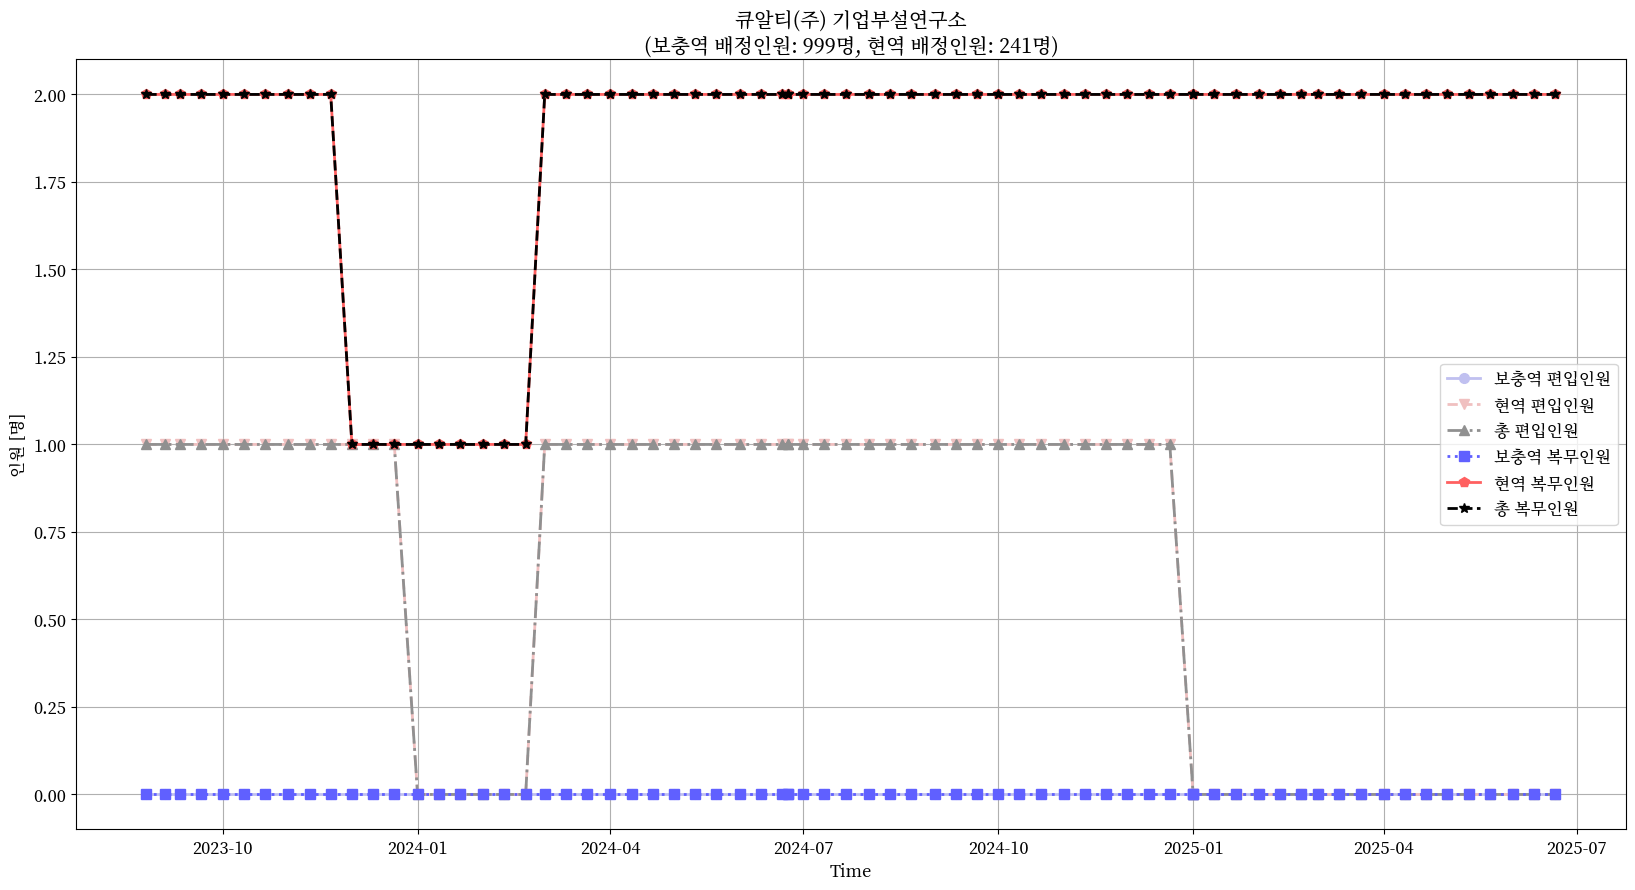 큐알티(주) 기업부설연구소
(보충역 배정인원: 999명, 현역 배정인원: 241명)
인원 [명]
2.00
1.75
1.50
1.25
1.00
0.75
0.50
0.25
0.00
보충역 편입인원
현역 편입인원
총 편입인원
보충역 복무인원
현역 복무인원
총 복무인원
2023-10 2024-01 2024-04 2024-07 2024-10 2025-01 2025-04 2025-07
Time